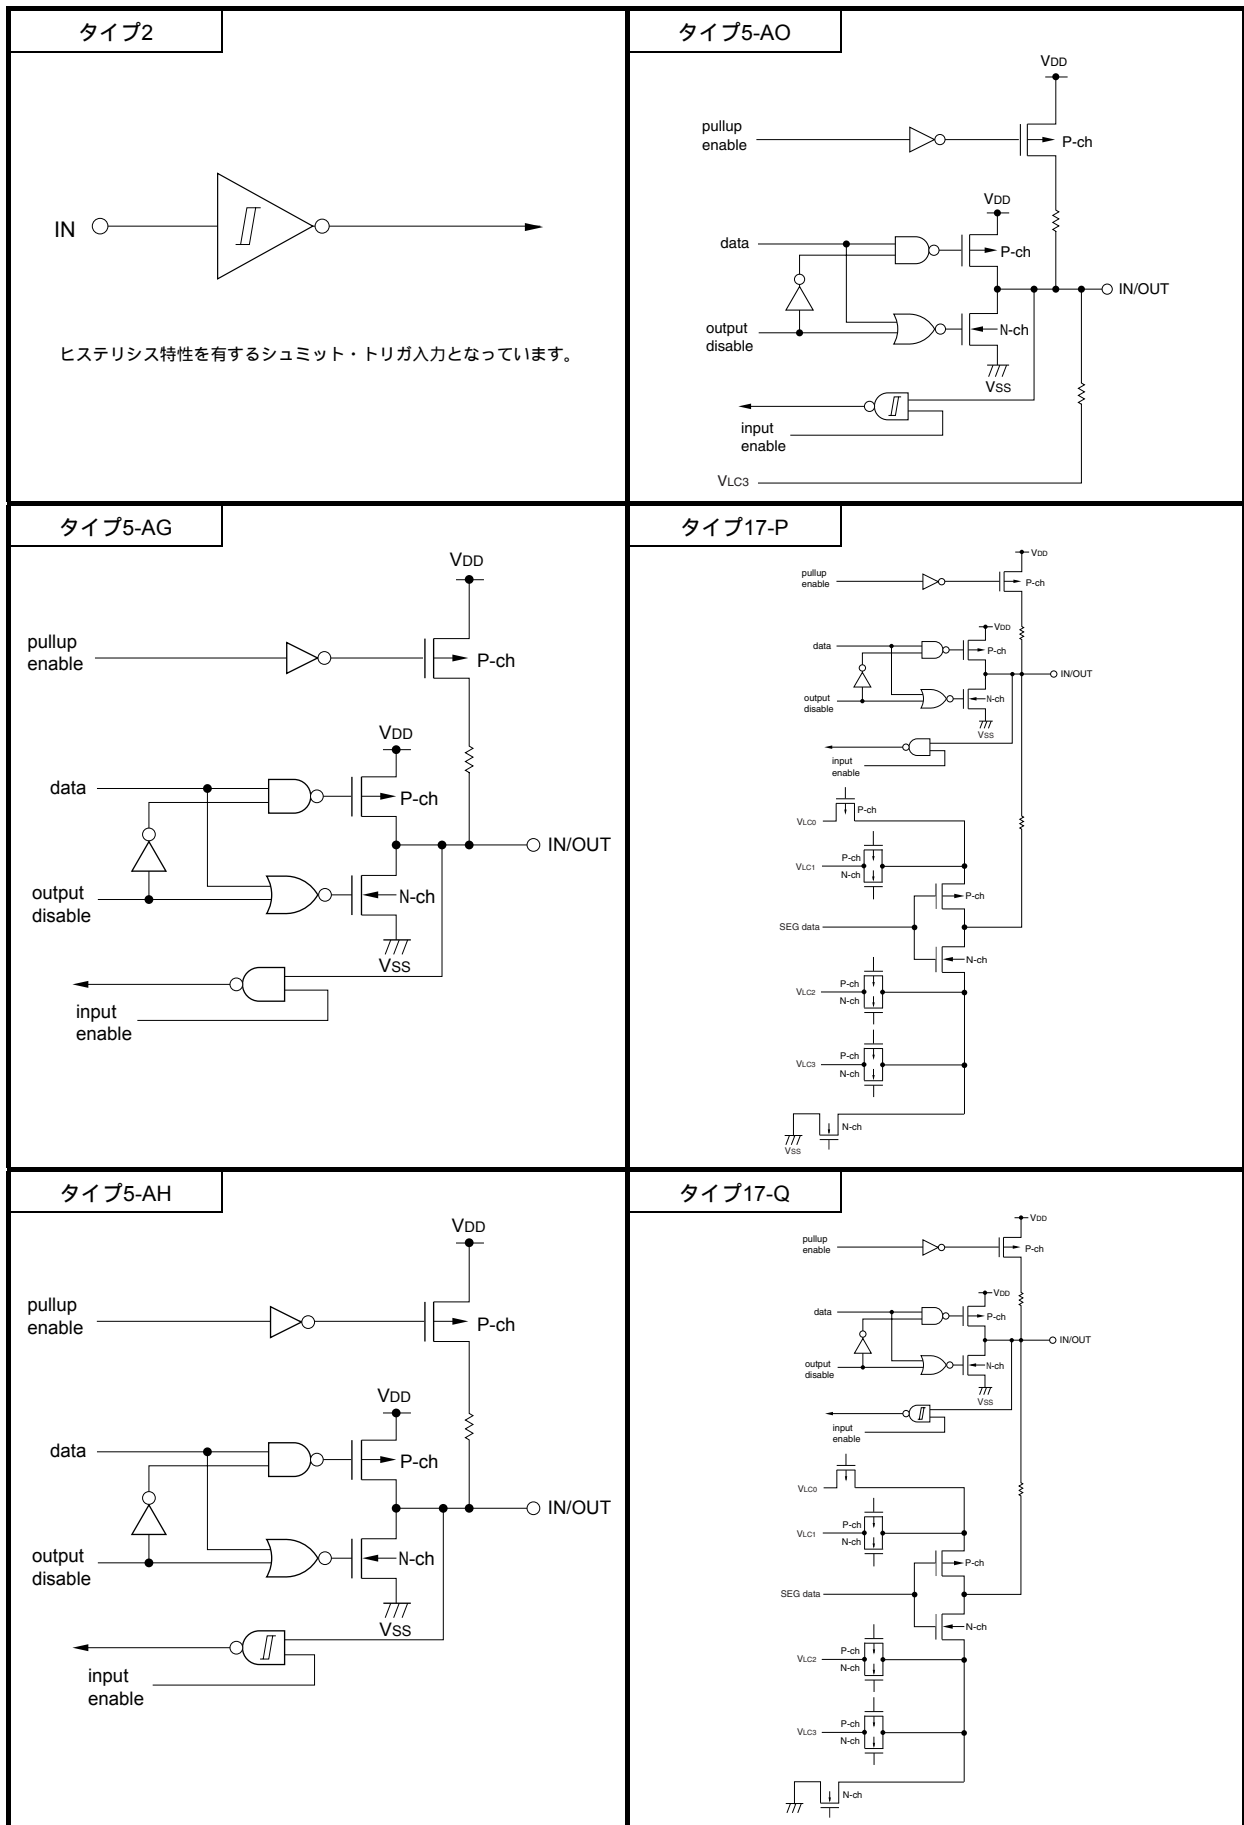 タイプ2
IN
ヒステリシス特性を有するシュミット・トリガ入力となっています。
タイプ5-AO
VDD
pullup
enable
P-ch
VDD
data
P-ch
IN/OUT
output
disable
N-ch
VSS
input
enable
VLC3
タイプ5-AG
VDD
pullup
enable
P-ch
VDD
data
P-ch
IN/OUT
output
disable
N-ch
VSS
input
enable
タイプ17-P
VDD
pullup
enable
P-ch
VDD
data
P-ch
IN/OUT
output
disable
N-ch
VSS
input
enable
P-ch
VLC0
P-ch
VLC1
N-ch
P-ch
SEG data
N-ch
P-ch
VLC2
N-ch
P-ch
VLC3
N-ch
N-ch
VSS
タイプ5-AH
VDD
pullup
enable
P-ch
VDD
data
P-ch
IN/OUT
output
disable
N-ch
VSS
input
enable
タイプ17-Q
VDD
pullup
enable
P-ch
VDD
data
P-ch
IN/OUT
output
disable
N-ch
VSS
input
enable
VLC0
P-ch
VLC1
N-ch
P-ch
SEG data
N-ch
P-ch
VLC2
N-ch
P-ch
VLC3
N-ch
N-ch